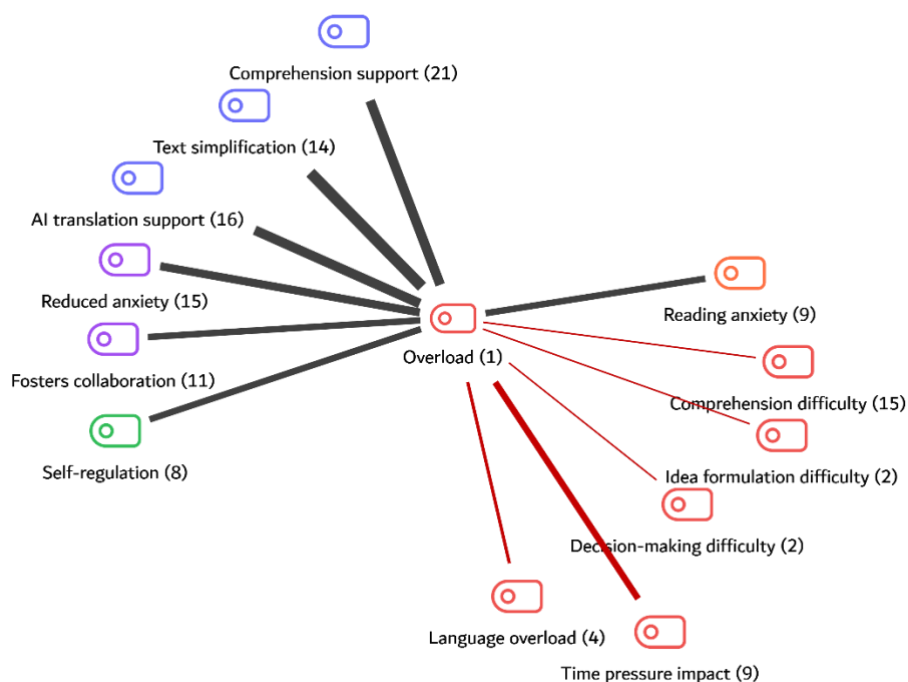 Comprehension support (21)
Text simplification (14)
AI translation support (16)
Reduced anxiety (15)
Reading anxiety (9)
Overload (1)
Fosters collaboration (11)
Comprehension difficulty (15)
Self-regulation (8)
Idea formulation difficulty (2)
Decision-making difficulty (2)
Language overload (4)
Time pressure impact (9)